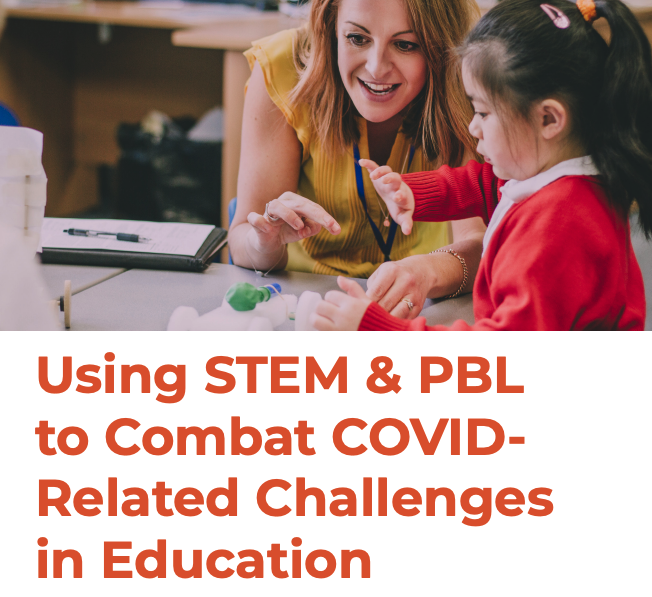 Using STEM & PBL
to Combat COVID-
Related Challenges
in Education